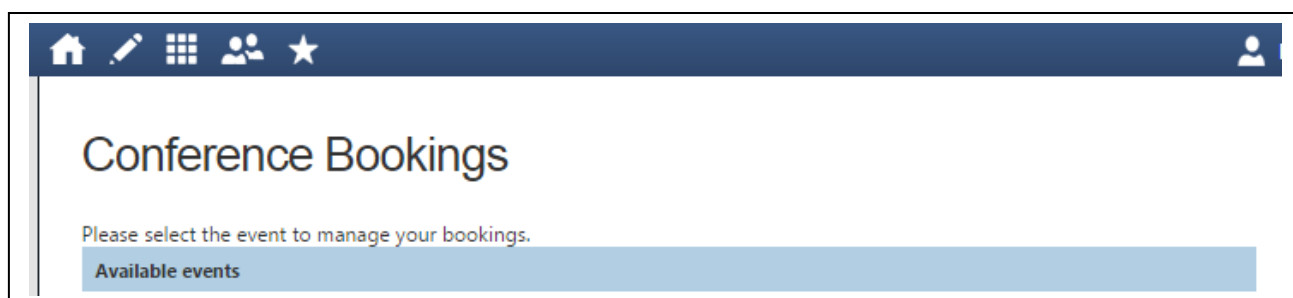 Conference Bookings
Please select the event to manage your bookings.
Available events